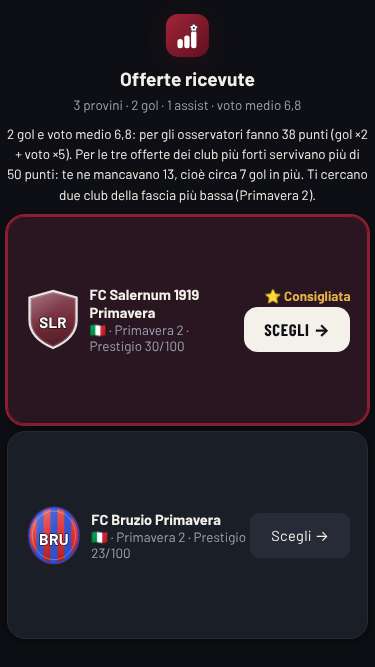 Offerte ricevute
3 provini · 2 gol · 1 assist · voto medio 6,8
2 gol e voto medio 6,8: per gli osservatori fanno 38 punti (gol ×2
+ voto ×5). Per le tre offerte dei club più forti servivano più di
50 punti: te ne mancavano 13, cioè circa 7 gol in più. Ti cercano
due club della fascia più bassa (Primavera 2).
SLR
FC Salernum 1919
Primavera
🇮🇹 · Primavera 2 ·
Prestigio 30/100
⭐ Consigliata
SCEGLI →
BRU
FC Bruzio Primavera
🇮🇹 · Primavera 2 · Prestigio
23/100
Scegli →